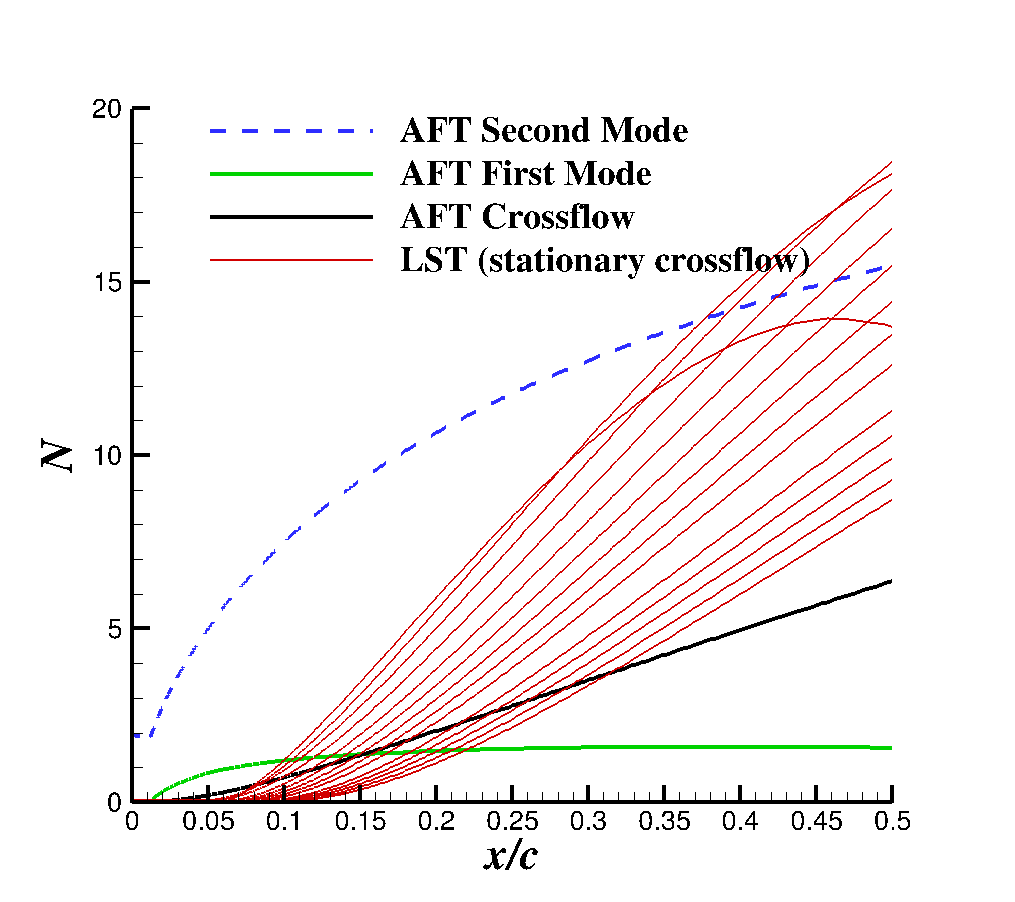 20
AFT Second Mode
AFT First Mode
AFT Crossflow
LST (stationary crossflow)
15
N
10
5
0
0 0.05 0.1 0.15 0.2 0.25 0.3 0.35 0.4 0.45 0.5
x/c